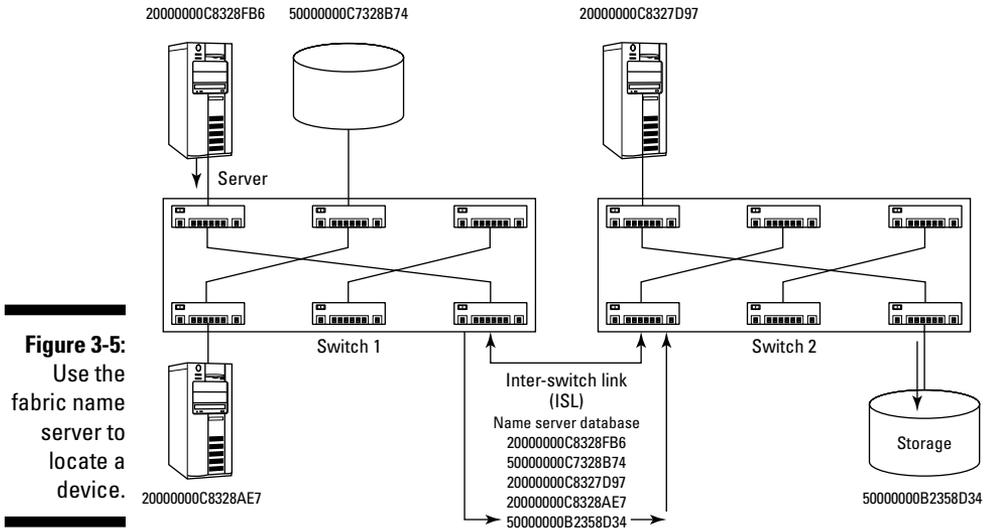 20000000C8328FB6
50000000C7328B74
20000000C8327D97
Server
Switch 1
Switch 2
Figure 3-5:
Use the
fabric name
server to
locate a
device.
Inter-switch link
(ISL)
Name server database
20000000C8328FB6
50000000C7328B74
20000000C8327D97
20000000C8328AE7
50000000B2358D34
Storage
20000000C8328AE7
50000000B2358D34